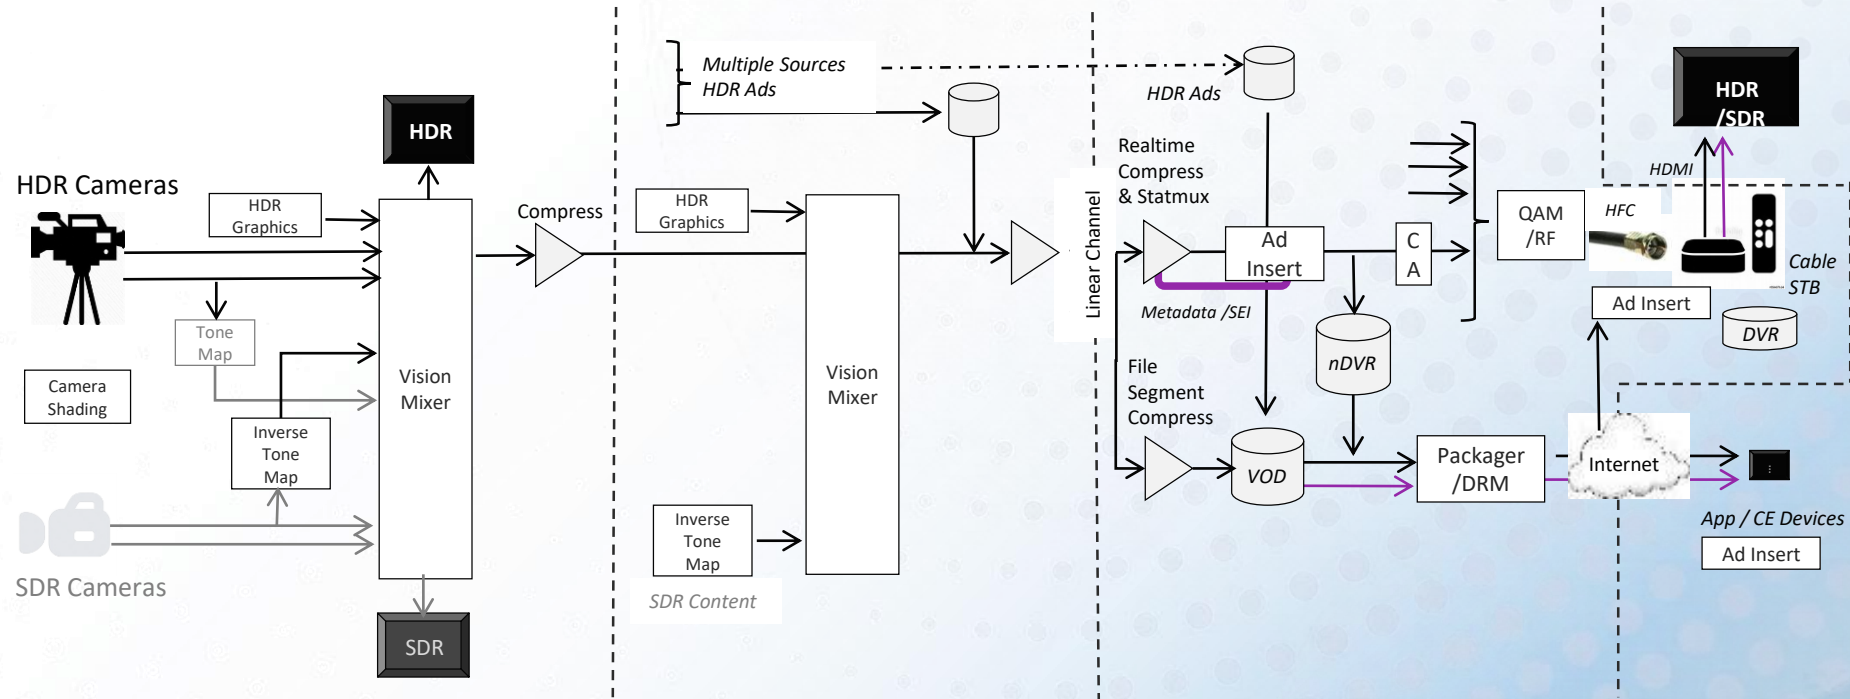 Multiple Sources
HDR Ads
HDR Ads
HDR
/SDR
HDR
Realtime
Compress
& Statmux
HDMI
HDR Cameras
HDR
Graphics
Compress
HDR
Graphics
Linear Channel
Ad
Insert
C
A
QAM
/RF
HFC
Cable
STB
Metadata /SEI
Ad Insert
DVR
Tone
Map
nDVR
Camera
Shading
Vision
Mixer
Vision
Mixer
File
Segment
Compress
Inverse
Tone
Map
VOD
Packager
/DRM
Internet
Inverse
Tone
Map
App / CE Devices
Ad Insert
SDR Cameras
SDR Content
SDR